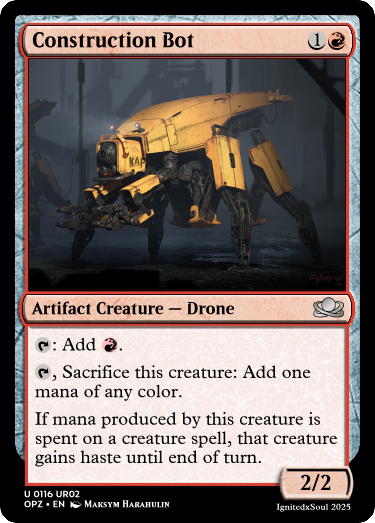 Construction Bot 1
KAP
Artifact Creature — Drone
: Add .
, Sacrifice this creature: Add one
mana of any color.
If mana produced by this creature is
spent on a creature spell, that creature
gains haste until end of turn.
2/2
U 0116 UR02
OPZ • EN Maksym Harahulin
IgnitedxSoul 2025